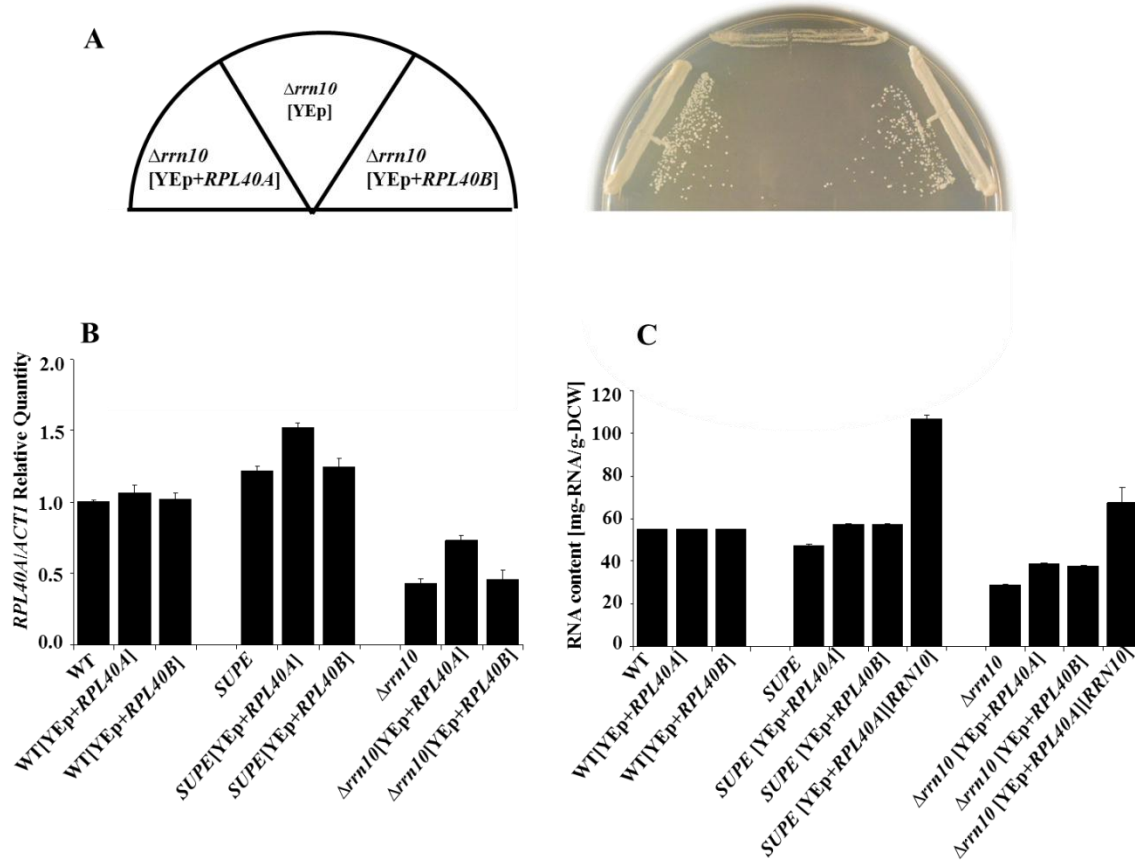 A
Δrrn10
[YEp]
Δrrn10
[YEp+RPL40A]
Δrrn10
[YEp+RPL40B]
B
RPL40A/ACT1 Relative Quantity
2.0
1.5
1.0
0.5
0.0
WT
WT[YEp+RPL40A]
WT[YEp+RPL40B]
SUPE
SUPE[YEp+RPL40A]
SUPE[YEp+RPL40B]
Δrrn10
Δrrn10[YEp+RPL40A]
Δrrn10[YEp+RPL40B]
C
RNA content [mg-RNA/g-DCW]
120
100
80
60
40
20
0
WT
WT[YEp+RPL40A]
WT[YEp+RPL40B]
SUPE
SUPE [YEp+RPL40A]
SUPE [YEp+RPL40B]
SUPE [YEp+RPL40A][RRN10]
Δrrn10
Δrrn10 [YEp+RPL40A]
Δrrn10 [YEp+RPL40B]
Δrrn10 [YEp+RPL40A][RRN10]